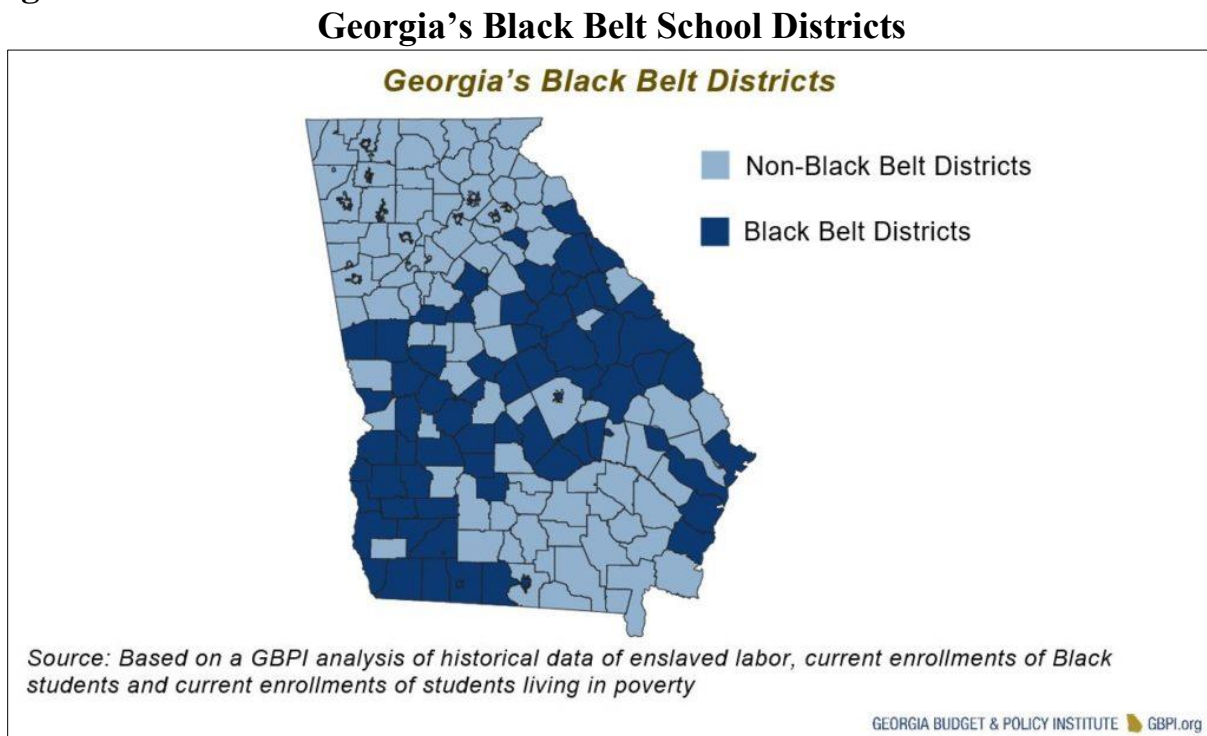 Georgia’s Black Belt School Districts
Georgia’s Black Belt Districts
Non-Black Belt Districts
Black Belt Districts
Source: Based on a GBPI analysis of historical data of enslaved labor, current enrollments of Black
students and current enrollments of students living in poverty
GEORGIA BUDGET & POLICY INSTITUTE GBPI.org